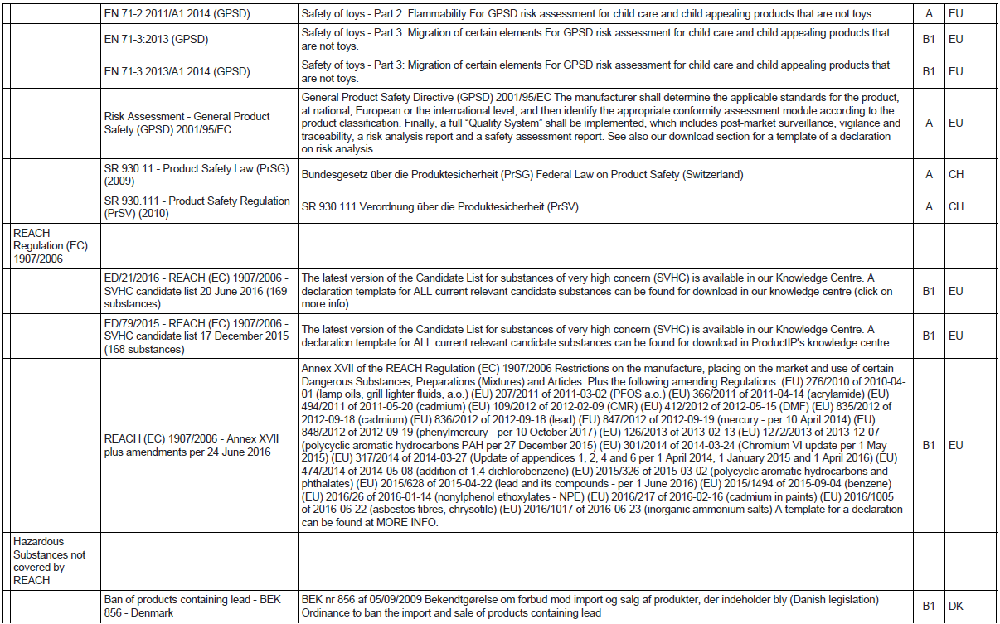 EN 71-2:2011/A1:2014 (GPSD)
Safety of toys - Part 2: Flammability For GPSD risk assessment for child care and child appealing products that are not toys.
A
EU
EN 71-3:2013 (GPSD)
Safety of toys - Part 3: Migration of certain elements For GPSD risk assessment for child care and child appealing products that
are not toys.
B1
EU
EN 71-3:2013/A1:2014 (GPSD)
Safety of toys - Part 3: Migration of certain elements For GPSD risk assessment for child care and child appealing products that
are not toys.
B1
EU
Risk Assessment - General Product
Safety (GPSD) 2001/95/EC
General Product Safety Directive (GPSD) 2001/95/EC The manufacturer shall determine the applicable standards for the product,
at national, European or the international level, and then identify the appropriate conformity assessment module according to the
product classification. Finally, a full “Quality System” shall be implemented, which includes post-market surveillance, vigilance and
traceability, a risk analysis report and a safety assessment report. See also our download section for a template of a declaration
on risk analysis
A
EU
SR 930.11 - Product Safety Law (PrSG)
(2009)
Bundesgesetz über die Produktesicherheit (PrSG) Federal Law on Product Safety (Switzerland)
A
CH
SR 930.111 - Product Safety Regulation
(PrSV) (2010)
SR 930.111 Verordnung über die Produktesicherheit (PrSV)
A
CH
REACH
Regulation (EC)
1907/2006
ED/21/2016 - REACH (EC) 1907/2006 -
SVHC candidate list 20 June 2016 (169
substances)
The latest version of the Candidate List for substances of very high concern (SVHC) is available in our Knowledge Centre. A
declaration template for ALL current relevant candidate substances can be found for download in our knowledge centre (click on
more info)
B1
EU
ED/79/2015 - REACH (EC) 1907/2006 -
SVHC candidate list 17 December 2015
(168 substances)
The latest version of the Candidate List for substances of very high concern (SVHC) is available in our Knowledge Centre. A
declaration template for ALL current relevant candidate substances can be found for download in ProductIP's knowledge centre.
B1
EU
REACH (EC) 1907/2006 - Annex XVII
plus amendments per 24 June 2016
Annex XVII of the REACH Regulation (EC) 1907/2006 Restrictions on the manufacture, placing on the market and use of certain
Dangerous Substances, Preparations (Mixtures) and Articles. Plus the following amending Regulations: (EU) 276/2010 of 2010-04-
01 (lamp oils, grill lighter fluids, a.o.) (EU) 207/2011 of 2011-03-02 (PFOS a.o.) (EU) 366/2011 of 2011-04-14 (acrylamide) (EU)
494/2011 of 2011-05-20 (cadmium) (EU) 109/2012 of 2012-02-09 (CMR) (EU) 412/2012 of 2012-05-15 (DMF) (EU) 835/2012 of
2012-09-18 (cadmium) (EU) 836/2012 of 2012-09-18 (lead) (EU) 847/2012 of 2012-09-19 (mercury - per 10 April 2014) (EU)
848/2012 of 2012-09-19 (phenylmercury - per 10 October 2017) (EU) 126/2013 of 2013-02-13 (EU) 1272/2013 of 2013-12-07
(polycyclic aromatic hydrocarbons PAH per 27 December 2015) (EU) 301/2014 of 2014-03-24 (Chromium VI update per 1 May
2015) (EU) 317/2014 of 2014-03-27 (Update of appendices 1, 2, 4 and 6 per 1 April 2014, 1 January 2015 and 1 April 2016) (EU)
474/2014 of 2014-05-08 (addition of 1,4-dichlorobenzene) (EU) 2015/326 of 2015-03-02 (polycyclic aromatic hydrocarbons and
phthalates) (EU) 2015/628 of 2015-04-22 (lead and its compounds - per 1 June 2016) (EU) 2015/1494 of 2015-09-04 (benzene)
(EU) 2016/26 of 2016-01-14 (nonylphenol ethoxylates - NPE) (EU) 2016/217 of 2016-02-16 (cadmium in paints) (EU) 2016/1005
of 2016-06-22 (asbestos fibres, chrysotile) (EU) 2016/1017 of 2016-06-23 (inorganic ammonium salts) A template for a declaration
can be found at MORE INFO.
B1
EU
Hazardous
Substances not
covered by
REACH
Ban of products containing lead - BEK
856 - Denmark
BEK nr 856 af 05/09/2009 Bekendtgørelse om forbud mod import og salg af produkter, der indeholder bly (Danish legislation)
Ordinance to ban the import and sale of products containing lead
B1
DK